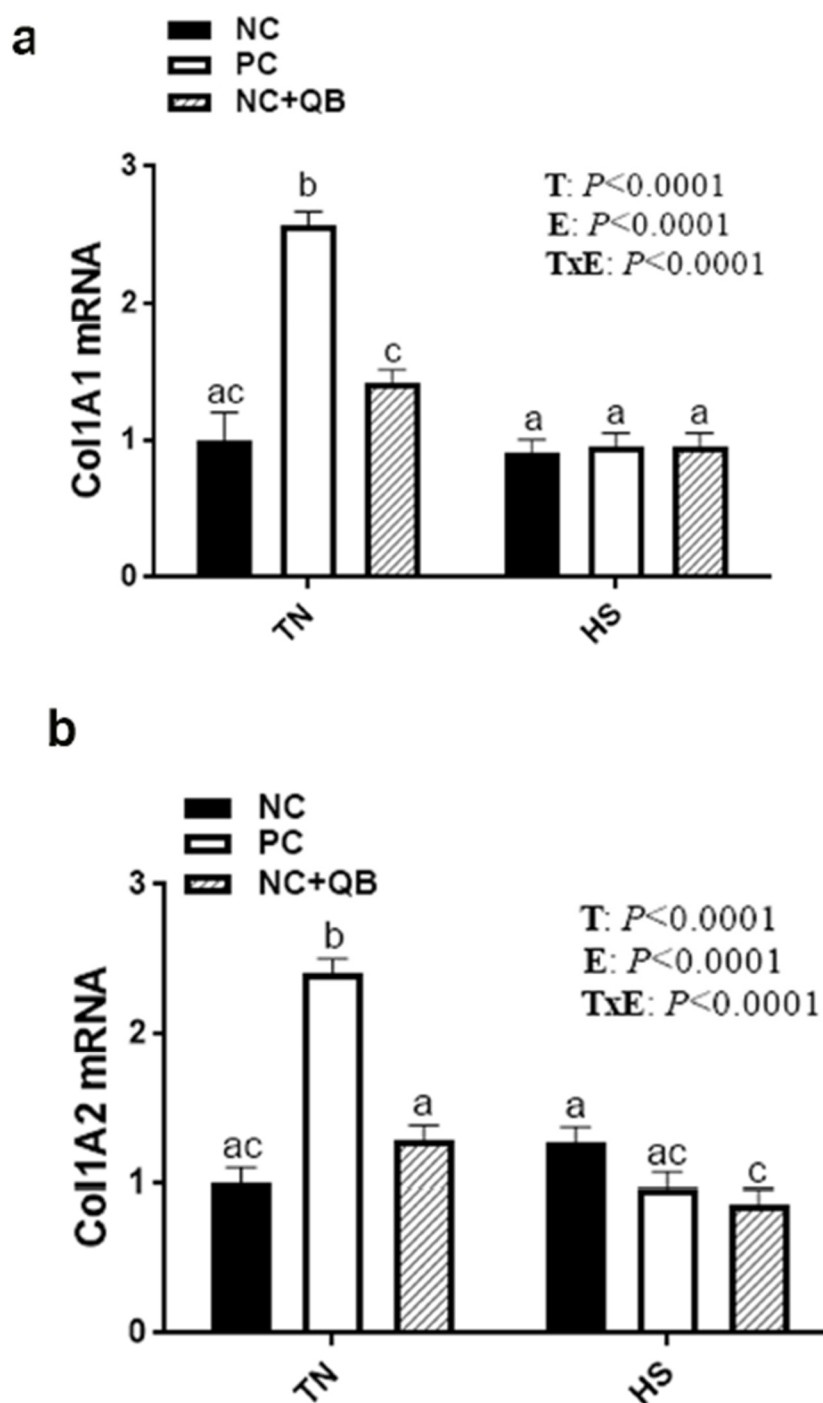 a
NC
PC
NC+QB
3
2
1
0
Col1A1 mRNA
T: P<0.0001
E: P<0.0001
TxE: P<0.0001
ac
b
c
a
a
a
TN
HS
b
NC
PC
NC+QB
3
2
1
0
Col1A2 mRNA
T: P<0.0001
E: P<0.0001
TxE: P<0.0001
ac
b
a
a
ac
c
TN
HS